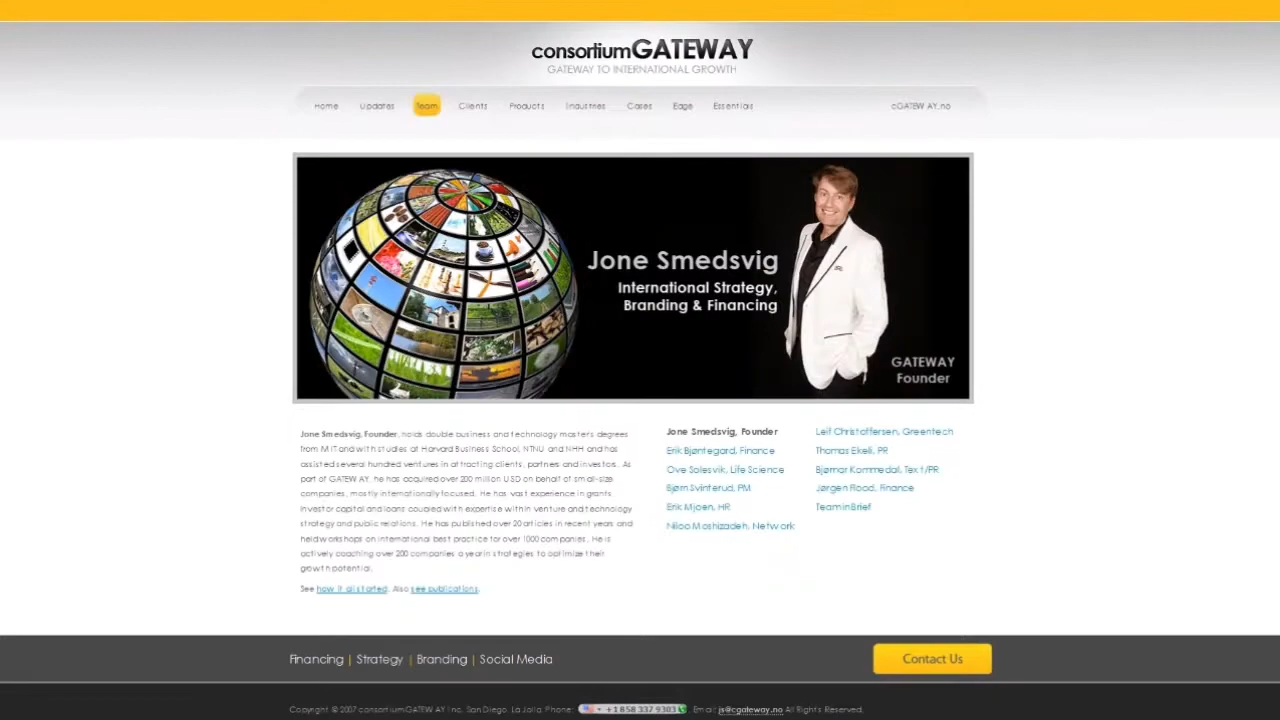 consortiumGATEWAY
GATEWAY TO INTERNATIONAL GROWTH
Home Updates Team Clients Products Industries Cases Eage Essentials cGATEWAY.no
Jone Smedsvig
International Strategy,
Branding & Financing
GATEWAY
Founder
Jone Smedsvig, Founder, holds double business and technology master's degrees
from MIT and with studies at Harvard Business School, NTNU and NHH and has
assisted several hundred ventures in attracting clients, partners and investors. As
part of GATEWAY, he has acquired over 200 million USD on behalf of small-size
companies, mostly internationally focused. He has vast experience in grants
investor capital and loans coupled with expertise within venture and technology
strategy and public relations. He has published over 20 articles in recent years and
held workshops on international best practice for over 1000 companies. He is
actively coaching over 200 companies a year in strategies to optimize their
growth potential.
See how it all started. Also see publications.
Jone Smedsvig, Founder
Erik Bjøntegard, Finance
Ove Solesvik, Life Science
Bjørn Svinterud, PM
Erik Mjoen, HR
Niloo Moshizadeh, Network
Leif Christoffersen, Greentech
Thomas Ekeli, PR
Bjørnar Kommedal, Text/PR
Jørgen Flood, Finance
Team in Brief
Financing | Strategy | Branding | Social Media
Contact Us
Copyright © 2007 consortiumGATEWAY Inc. San Diego, La Jolla. Phone: +1 858 337 9303 Email: js@cgateway.no All Rights Reserved.